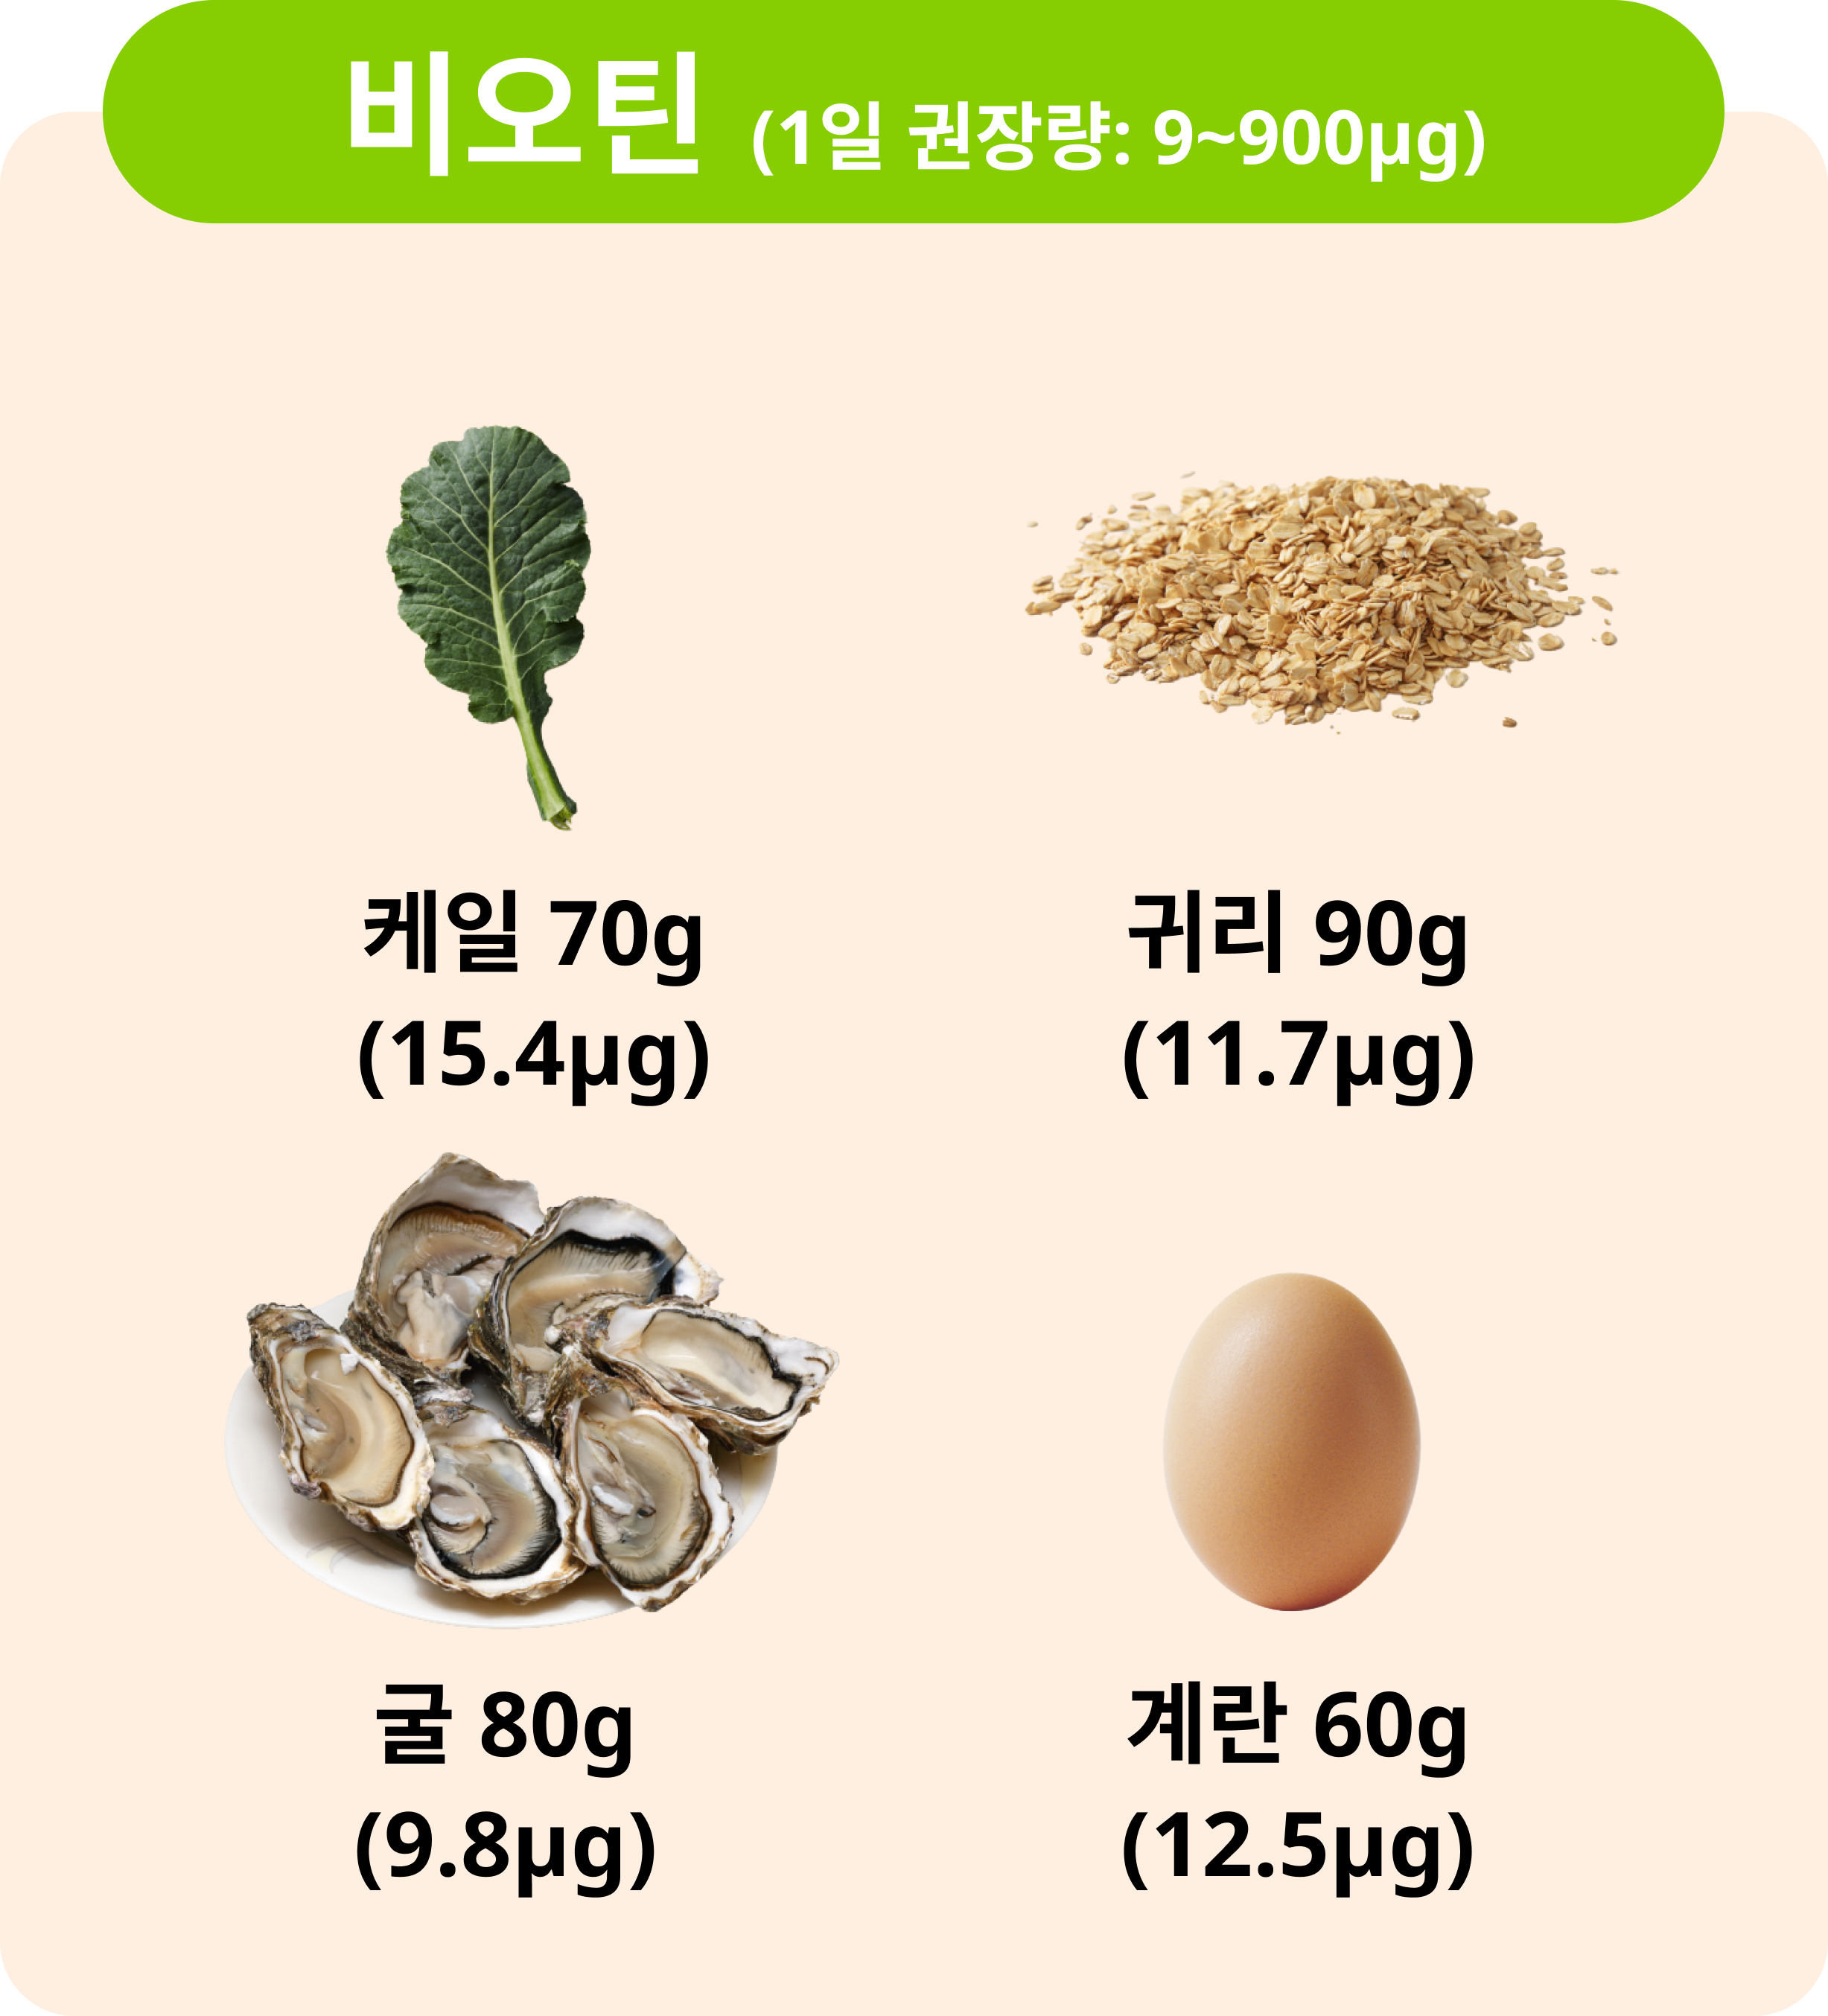 비오틴 (1일 권장량: 9~900μg)
케일 70g
(15.4μg)
귀리 90g
(11.7μg)
굴 80g
(9.8μg)
계란 60g
(12.5μg)